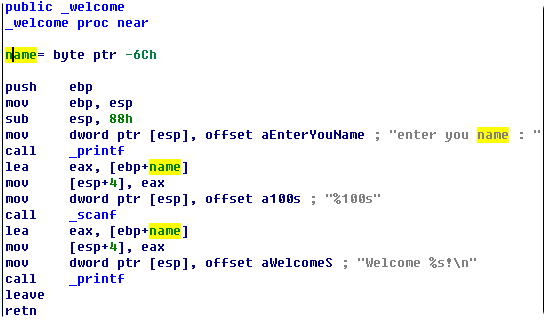 public _welcome
_welcome proc near
name= byte ptr -6Ch
push ebp
mov ebp, esp
sub esp, 88h
mov dword ptr [esp], offset aEnterYouName ; "enter you name : "
call _printf
lea eax, [ebp+name]
mov [esp+4], eax
mov dword ptr [esp], offset a100s ; "%100s"
call _scanf
lea eax, [ebp+name]
mov [esp+4], eax
mov dword ptr [esp], offset aWelcomeS ; "Welcome %s!\n"
call _printf
leave
retn